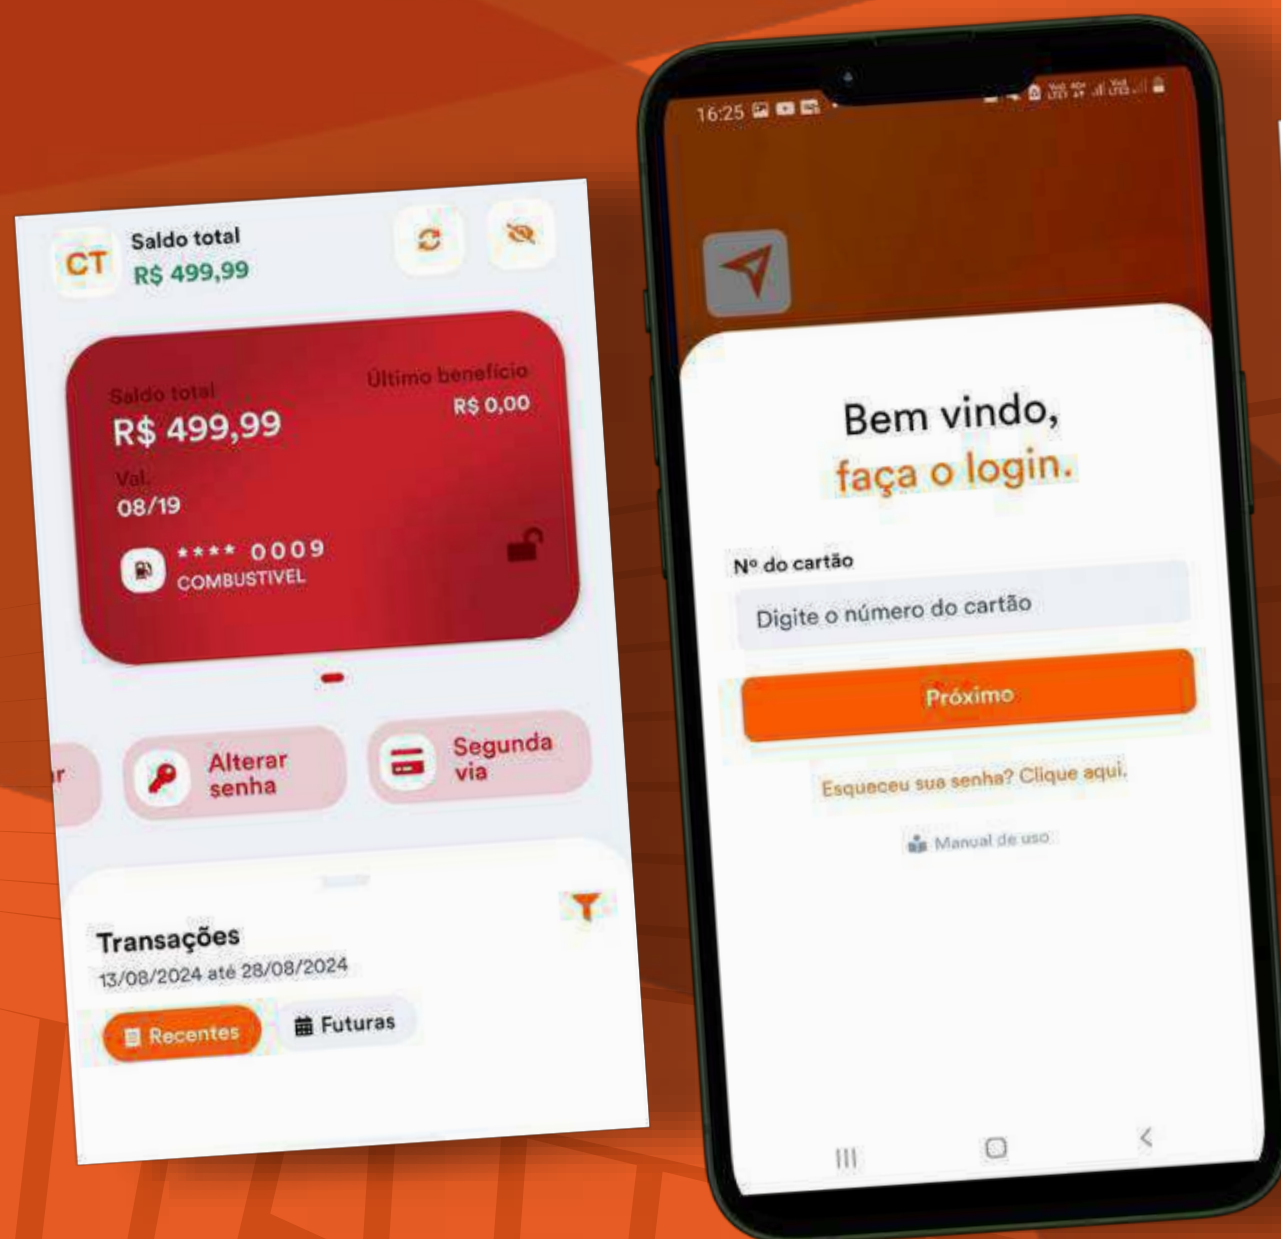 CT
Saldo total
R$ 499,99
Saldo total
R$ 499,99
Último benefício
R$ 0,00
Val.
08/19
**** 0009
COMBUSTIVEL
r
Alterar
senha
Segunda
via
Transações
13/08/2024 até 28/08/2024
Recentes
Futuras
16:25
Bem vindo,
faça o login.
Nº do cartão
Digite o número do cartão
Próximo
Esqueceu sua senha? Clique aqui.
Manual de uso